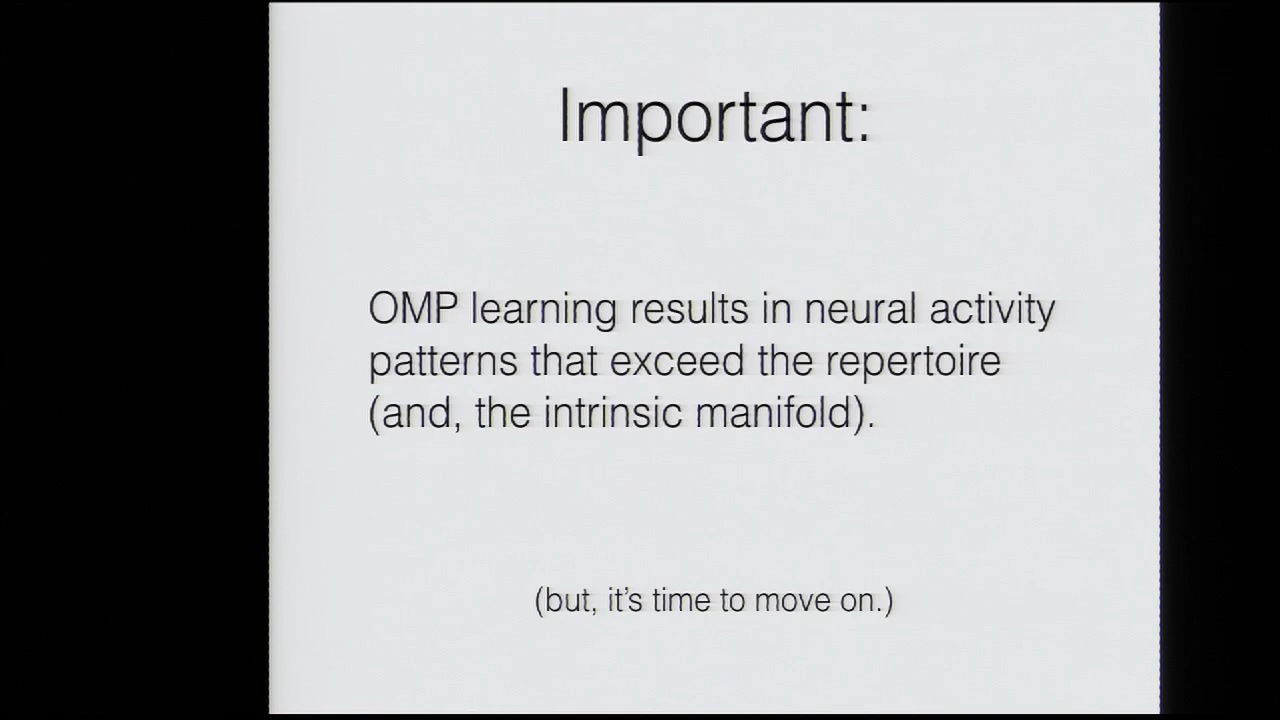 Important:
OMP learning results in neural activity
patterns that exceed the repertoire
(and, the intrinsic manifold).
(but, it's time to move on.)